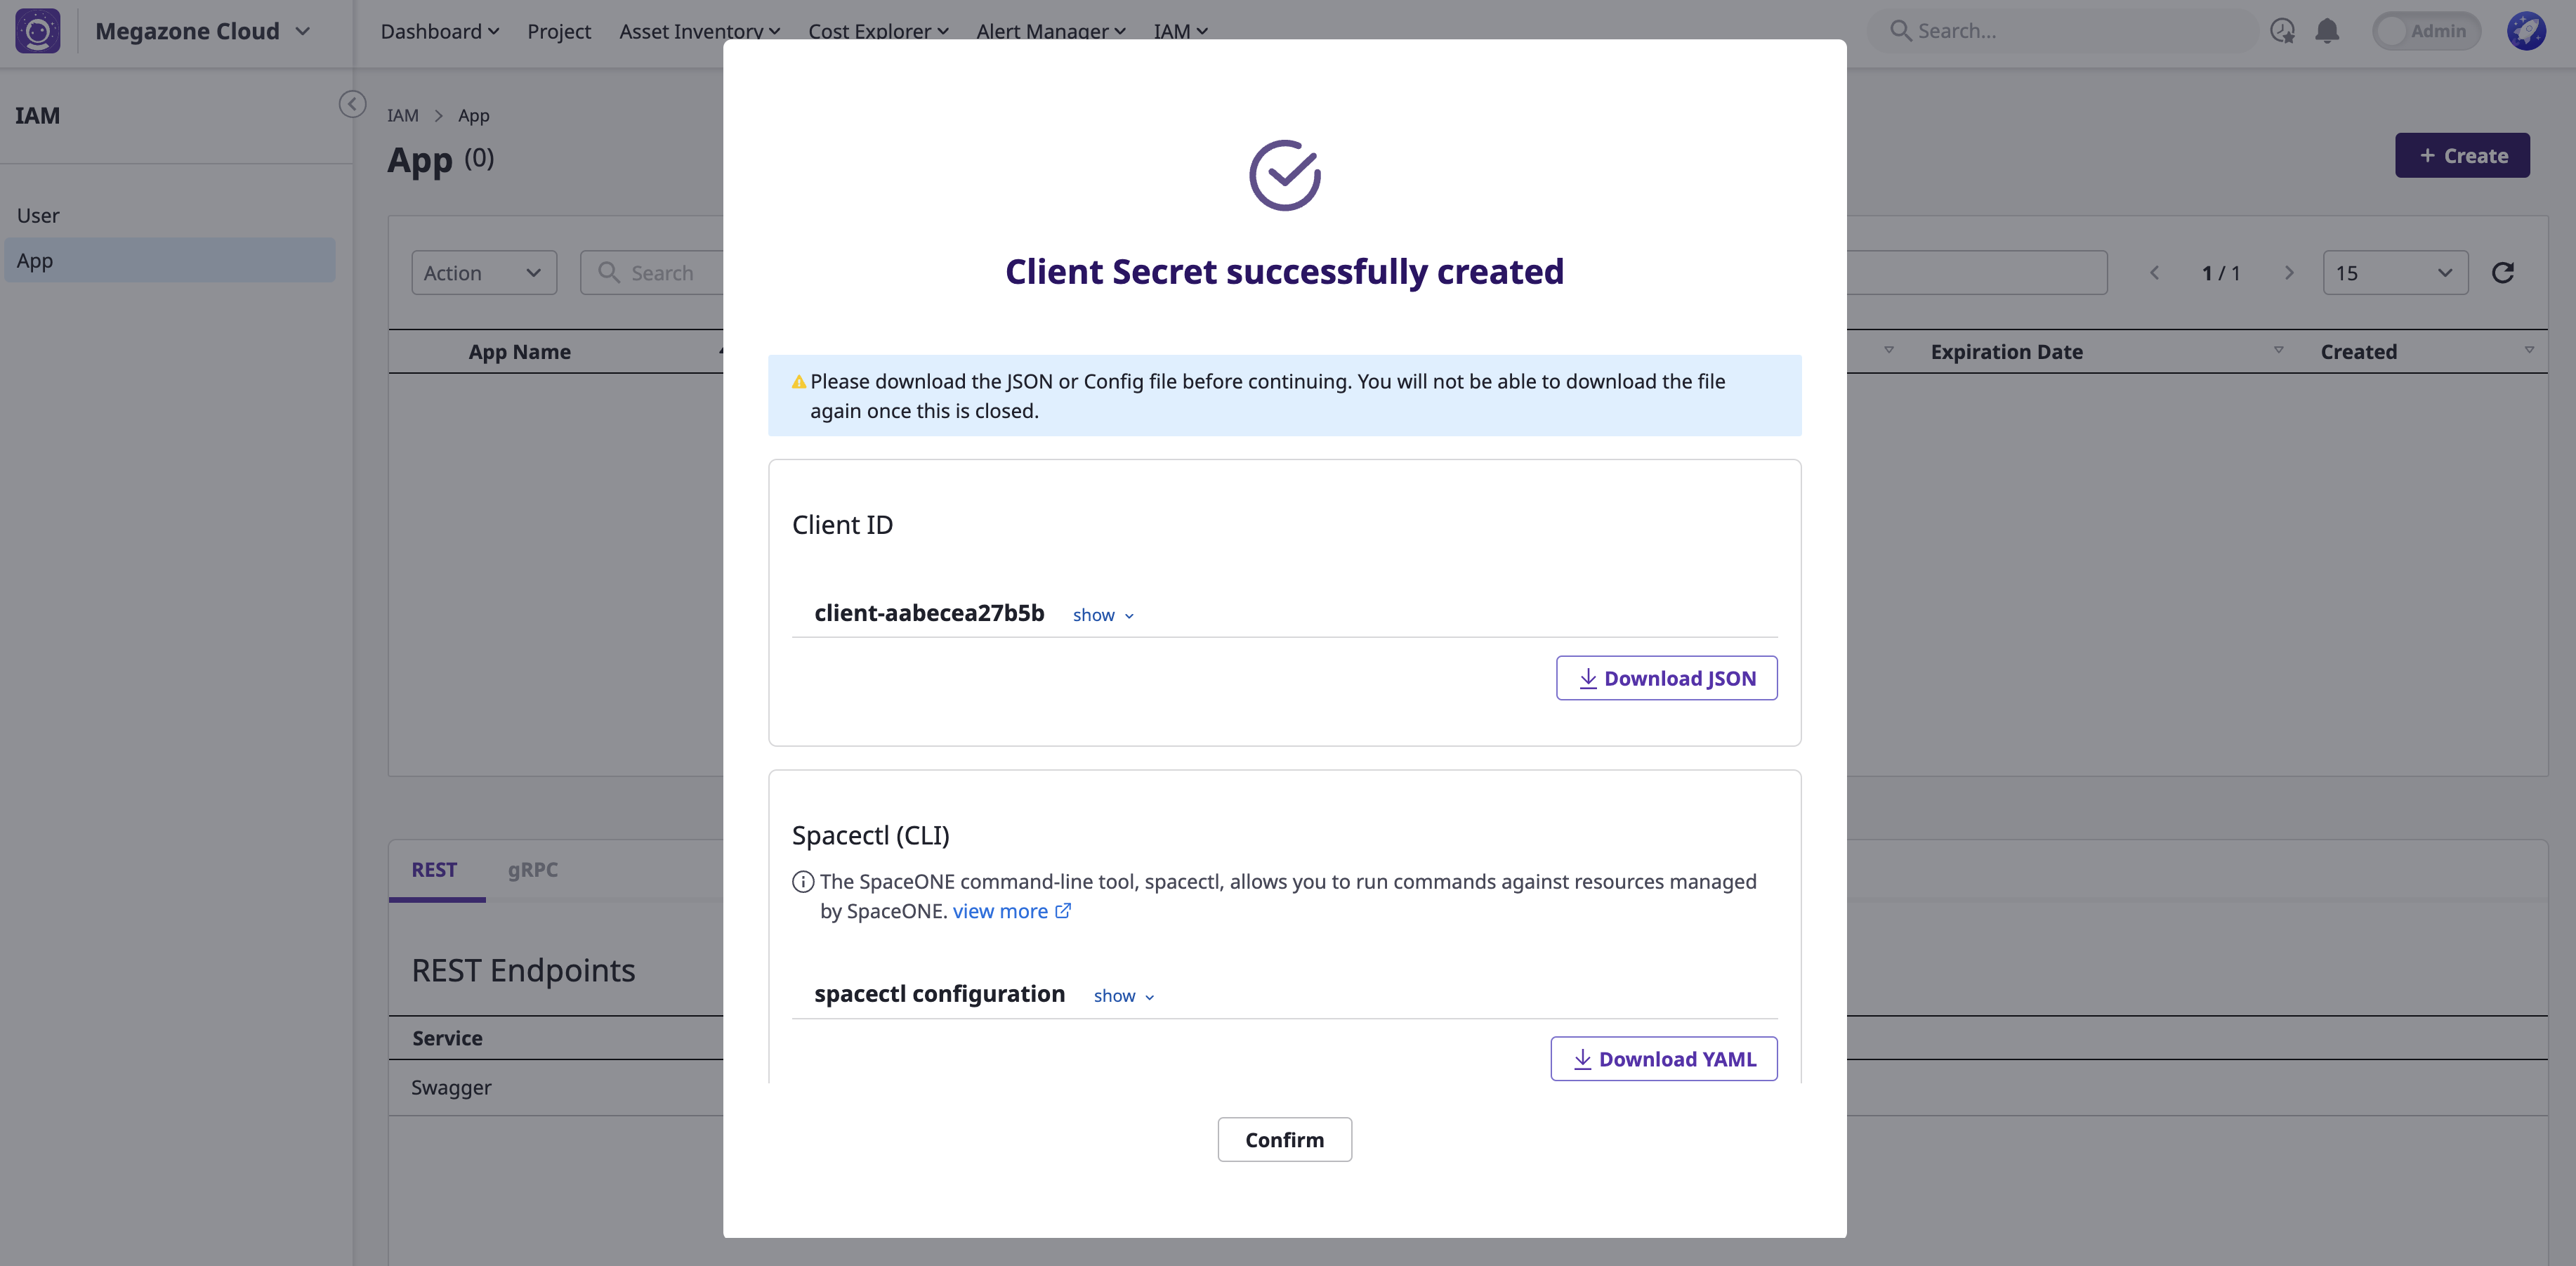 Megazone Cloud
Dashboard Project Asset Inventory Cost Explorer Alert Manager IAM
Search...
Admin
IAM
User
App
IAM > App
App (0)
+ Create
Action
Search
1 / 1
15
App Name
Expiration Date
Created
REST gRPC
REST Endpoints
Service
Swagger
Client Secret successfully created
Please download the JSON or Config file before continuing. You will not be able to download the file
again once this is closed.
Client ID
client-aabecea27b5b show
Download JSON
Spacectl (CLI)
The SpaceONE command-line tool, spacectl, allows you to run commands against resources managed
by SpaceONE. view more
spacectl configuration show
Download YAML
Confirm